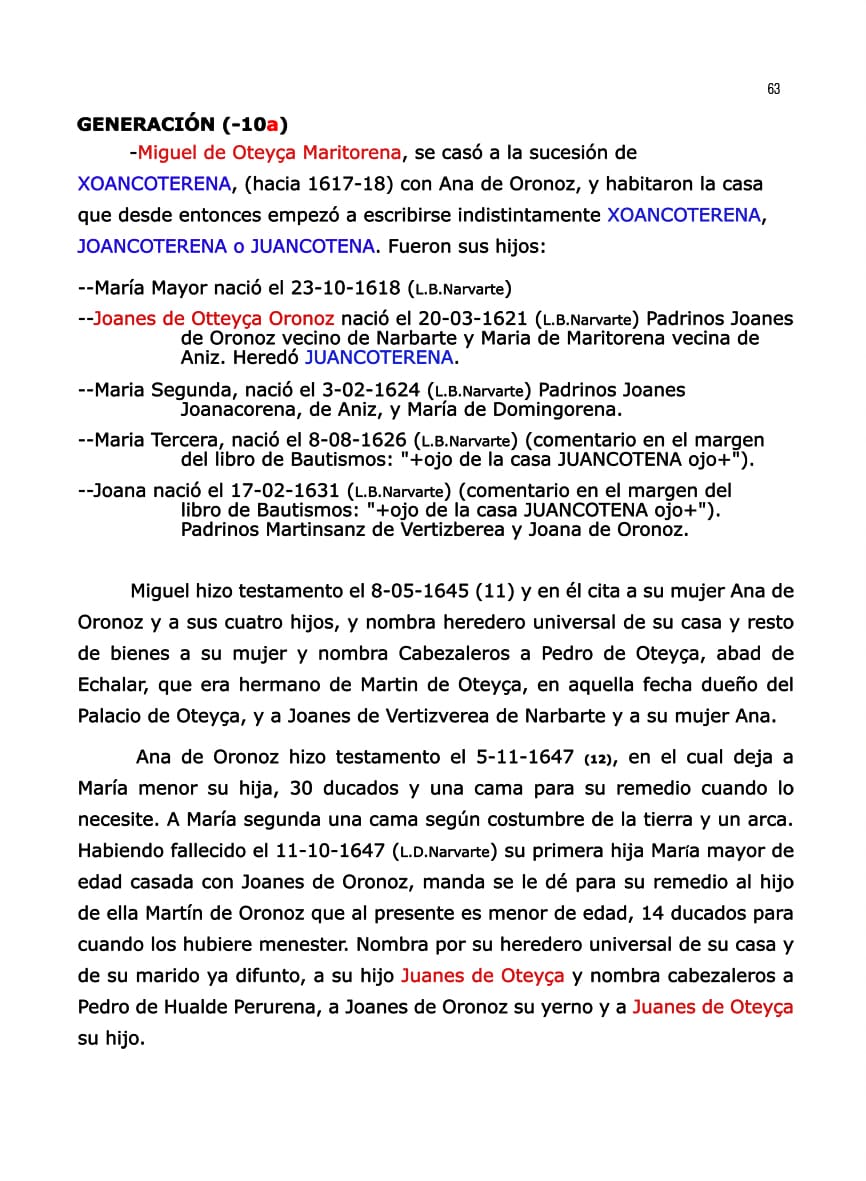 63
GENERACIÓN (-10a)
-Miguel de Oteyça Maritorena, se casó a la sucesión de
XOANCOTERENA, (hacia 1617-18) con Ana de Oronoz, y habitaron la casa
que desde entonces empezó a escribirse indistintamente XOANCOTERENA,
JOANCOTERENA o JUANCOTENA. Fueron sus hijos:
--María Mayor nació el 23-10-1618 (L.B.Narvarte)
--Joanes de Otteyça Oronoz nació el 20-03-1621 (L.B.Narvarte) Padrinos Joanes
de Oronoz vecino de Narbarte y Maria de Maritorena vecina de
Aniz. Heredó JUANCOTERENA.
--Maria Segunda, nació el 3-02-1624 (L.B.Narvarte) Padrinos Joanes
Joanacorena, de Aniz, y María de Domingorena.
--Maria Tercera, nació el 8-08-1626 (L.B.Narvarte) (comentario en el margen
del libro de Bautismos: "+ojo de la casa JUANCOTENA ojo+").
--Joana nació el 17-02-1631 (L.B.Narvarte) (comentario en el margen del
libro de Bautismos: "+ojo de la casa JUANCOTENA ojo+").
Padrinos Martinsanz de Vertizberea y Joana de Oronoz.
Miguel hizo testamento el 8-05-1645 (11) y en él cita a su mujer Ana de
Oronoz y a sus cuatro hijos, y nombra heredero universal de su casa y resto
de bienes a su mujer y nombra Cabezaleros a Pedro de Oteyça, abad de
Echalar, que era hermano de Martin de Oteyça, en aquella fecha dueño del
Palacio de Oteyça, y a Joanes de Vertizverea de Narbarte y a su mujer Ana.
Ana de Oronoz hizo testamento el 5-11-1647 (12), en el cual deja a
María menor su hija, 30 ducados y una cama para su remedio cuando lo
necesite. A María segunda una cama según costumbre de la tierra y un arca.
Habiendo fallecido el 11-10-1647 (L.D.Narvarte) su primera hija María mayor de
edad casada con Joanes de Oronoz, manda se le dé para su remedio al hijo
de ella Martín de Oronoz que al presente es menor de edad, 14 ducados para
cuando los hubiere menester. Nombra por su heredero universal de su casa y
de su marido ya difunto, a su hijo Juanes de Oteyça y nombra cabezaleros a
Pedro de Hualde Perurena, a Joanes de Oronoz su yerno y a Juanes de Oteyça
su hijo.